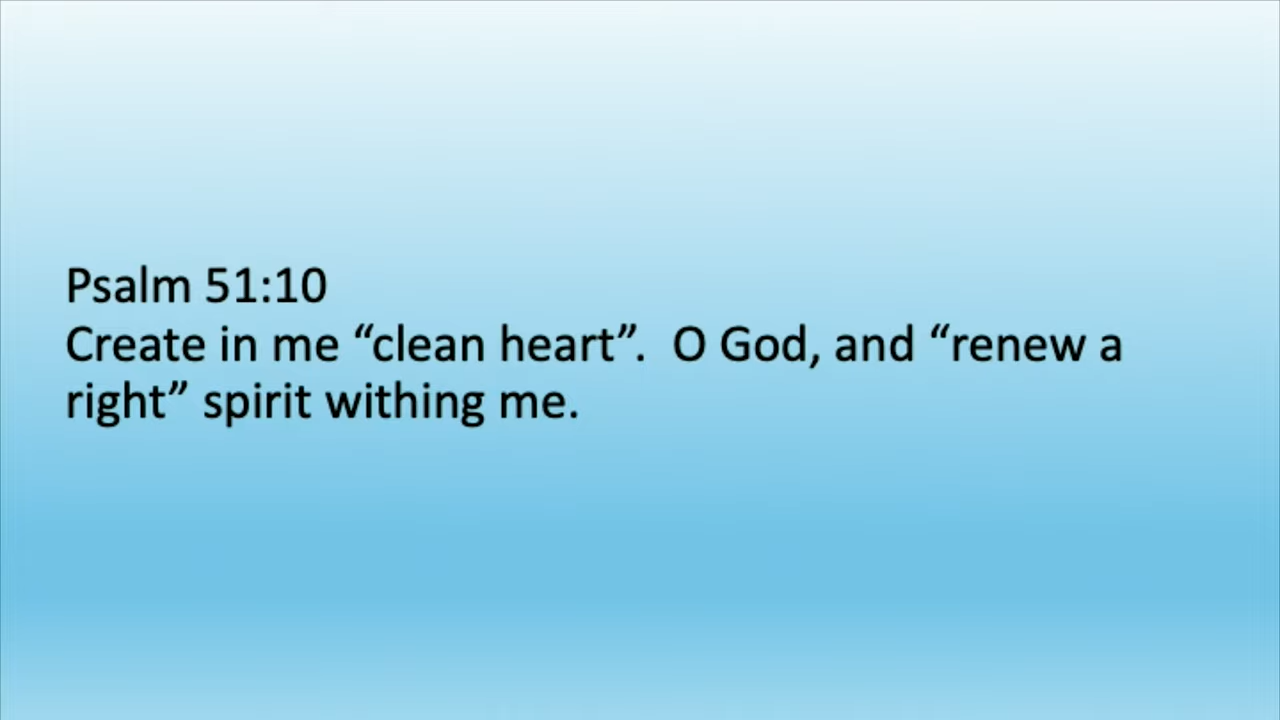 Psalm 51:10
Create in me “clean heart”.  O God, and “renew a
right” spirit withing me.